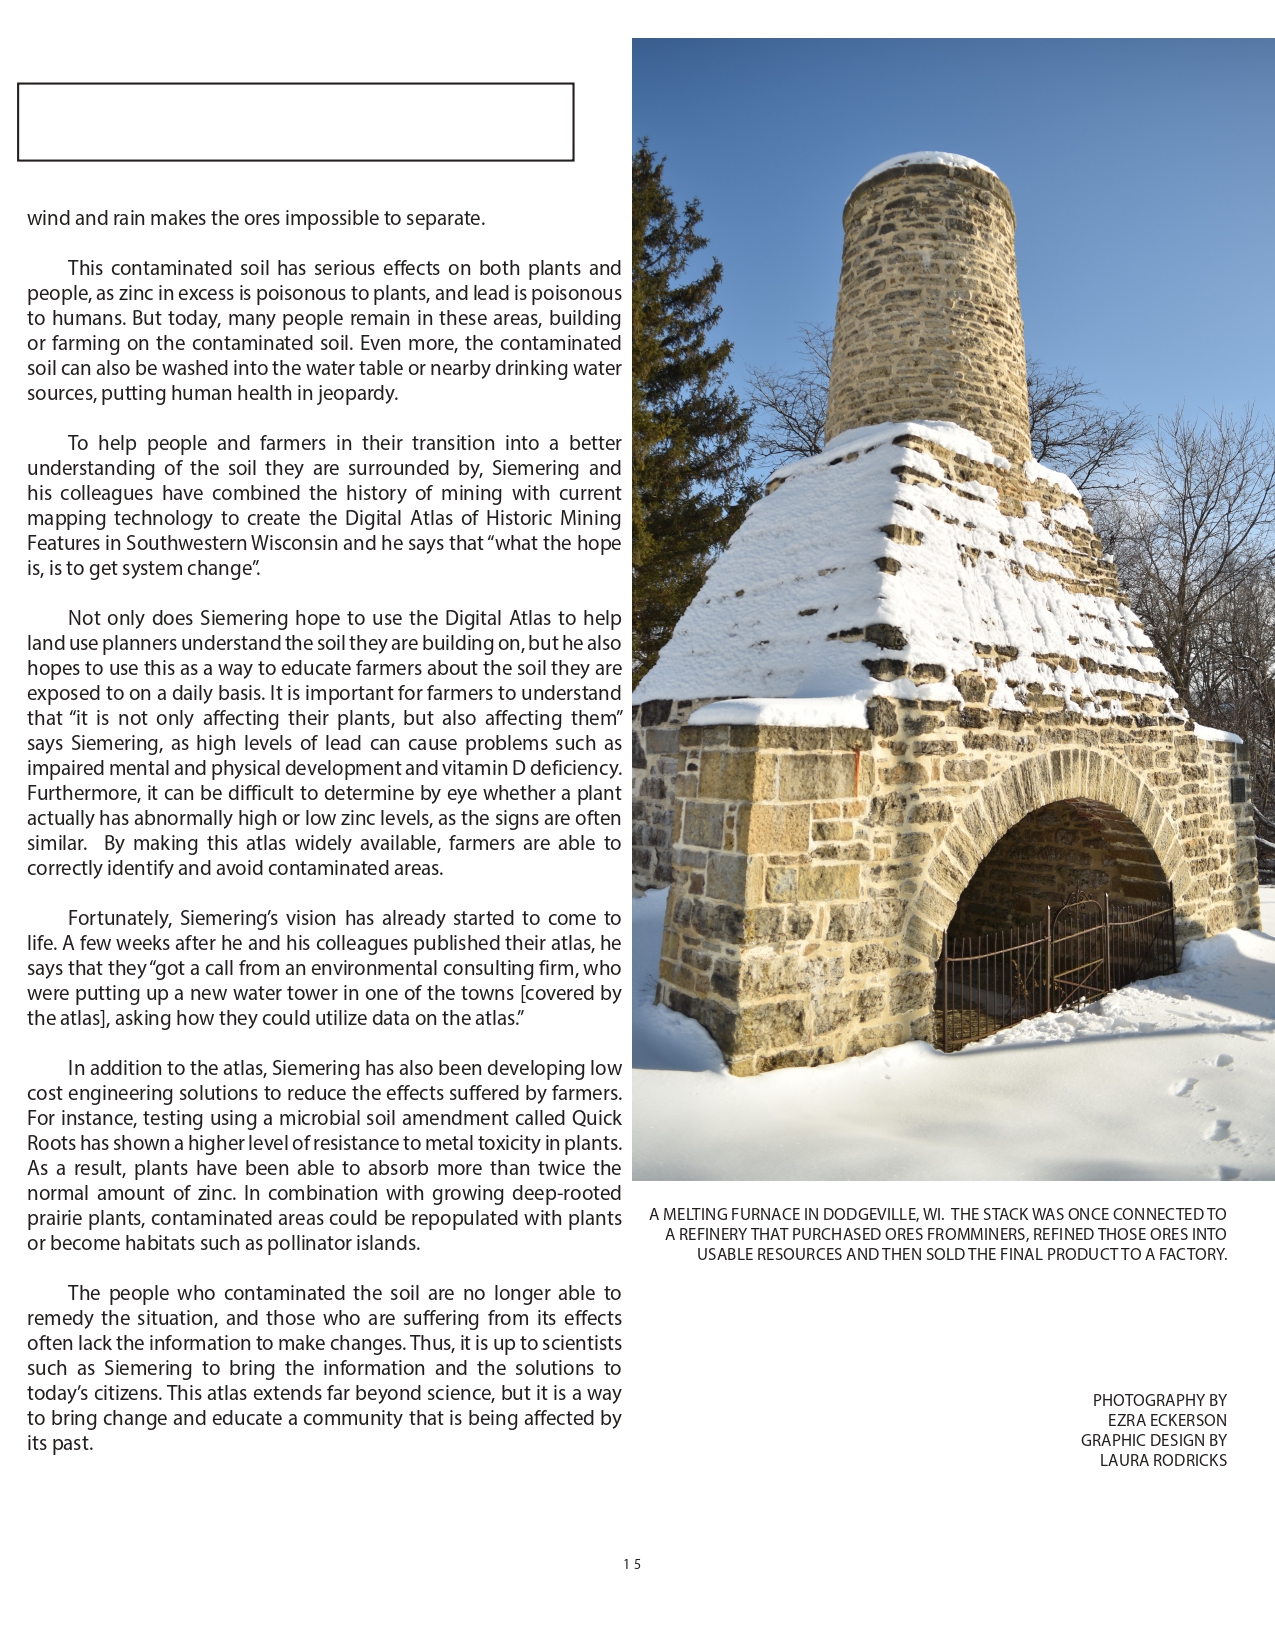 wind and rain makes the ores impossible to separate.
This contaminated soil has serious effects on both plants and
people, as zinc in excess is poisonous to plants, and lead is poisonous
to humans. But today, many people remain in these areas, building
or farming on the contaminated soil. Even more, the contaminated
soil can also be washed into the water table or nearby drinking water
sources, putting human health in jeopardy.
To help people and farmers in their transition into a better
understanding of the soil they are surrounded by, Siemering and
his colleagues have combined the history of mining with current
mapping technology to create the Digital Atlas of Historic Mining
Features in Southwestern Wisconsin and he says that “what the hope
is, is to get system change”.
Not only does Siemering hope to use the Digital Atlas to help
land use planners understand the soil they are building on, but he also
hopes to use this as a way to educate farmers about the soil they are
exposed to on a daily basis. It is important for farmers to understand
that “it is not only affecting their plants, but also affecting them”
says Siemering, as high levels of lead can cause problems such as
impaired mental and physical development and vitamin D deficiency.
Furthermore, it can be difficult to determine by eye whether a plant
actually has abnormally high or low zinc levels, as the signs are often
similar. By making this atlas widely available, farmers are able to
correctly identify and avoid contaminated areas.
Fortunately, Siemering’s vision has already started to come to
life. A few weeks after he and his colleagues published their atlas, he
says that they “got a call from an environmental consulting firm, who
were putting up a new water tower in one of the towns [covered by
the atlas], asking how they could utilize data on the atlas.”
In addition to the atlas, Siemering has also been developing low
cost engineering solutions to reduce the effects suffered by farmers.
For instance, testing using a microbial soil amendment called Quick
Roots has shown a higher level of resistance to metal toxicity in plants.
As a result, plants have been able to absorb more than twice the
normal amount of zinc. In combination with growing deep-rooted
prairie plants, contaminated areas could be repopulated with plants
or become habitats such as pollinator islands.
The people who contaminated the soil are no longer able to
remedy the situation, and those who are suffering from its effects
often lack the information to make changes. Thus, it is up to scientists
such as Siemering to bring the information and the solutions to
today’s citizens. This atlas extends far beyond science, but it is a way
to bring change and educate a community that is being affected by
its past.
A MELTING FURNACE IN DODGEVILLE, WI. THE STACK WAS ONCE CONNECTED TO
A REFINERY THAT PURCHASED ORES FROMMINERS, REFINED THOSE ORES INTO
USABLE RESOURCES AND THEN SOLD THE FINAL PRODUCT TO A FACTORY.
PHOTOGRAPHY BY
EZRA ECKERSON
GRAPHIC DESIGN BY
LAURA RODRICKS
15